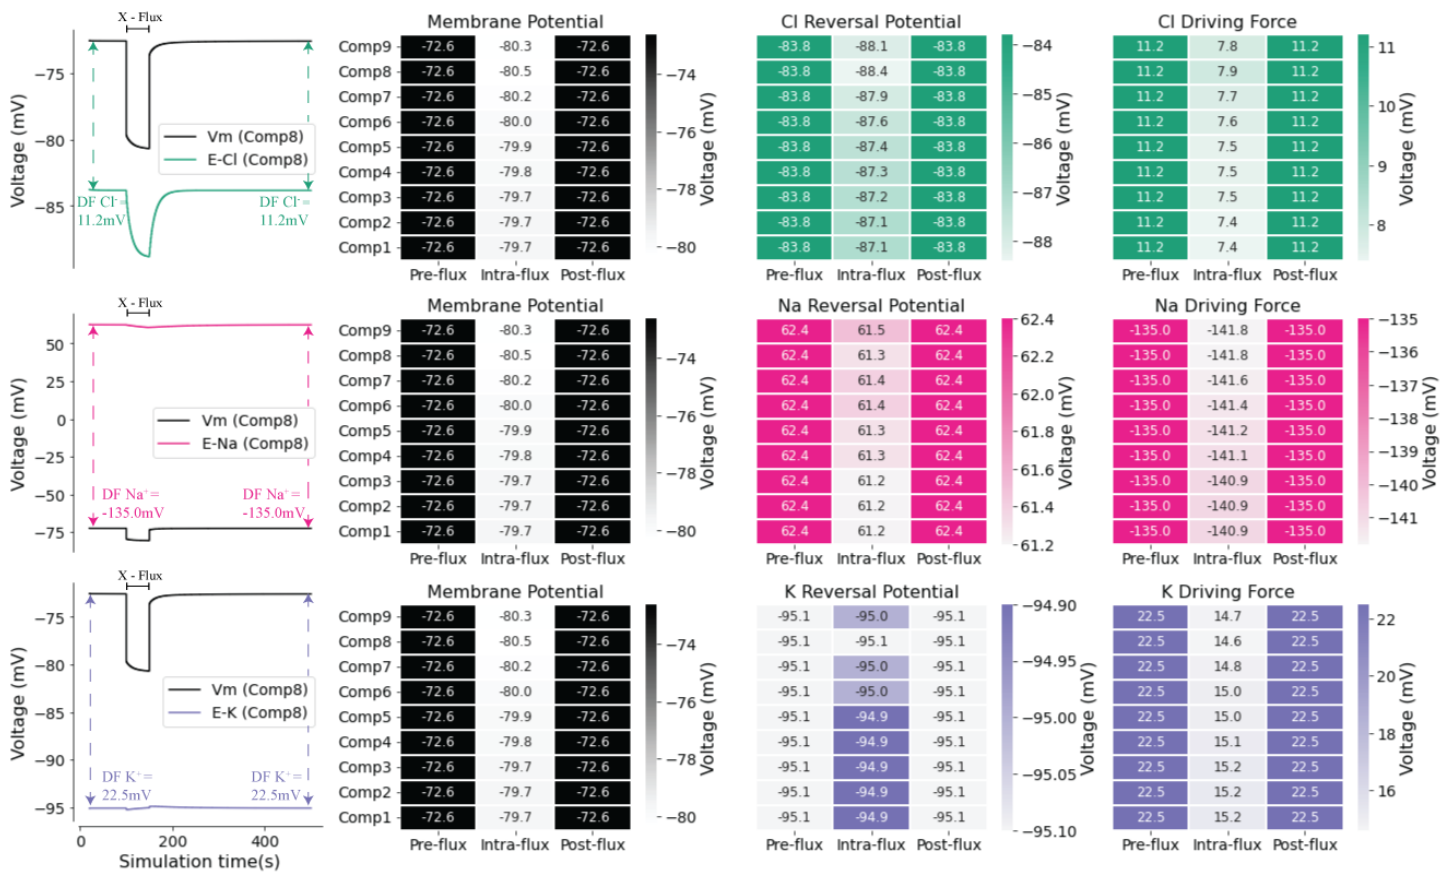 X - Flux
−75
−80
−85
Voltage (mV)
Vm (Comp8)
E-Cl (Comp8)
DF Cl⁻=
11.2mV
DF Cl⁻=
11.2mV
Membrane Potential
Comp9 -72.6 -80.3 -72.6
Comp8 -72.6 -80.5 -72.6
Comp7 -72.6 -80.2 -72.6
Comp6 -72.6 -80.0 -72.6
Comp5 -72.6 -79.9 -72.6
Comp4 -72.6 -79.8 -72.6
Comp3 -72.6 -79.7 -72.6
Comp2 -72.6 -79.7 -72.6
Comp1 -72.6 -79.7 -72.6
Pre-flux Intra-flux Post-flux
−74
−76
−78
−80
Voltage (mV)
Cl Reversal Potential
-83.8 -88.1 -83.8
-83.8 -88.4 -83.8
-83.8 -87.9 -83.8
-83.8 -87.6 -83.8
-83.8 -87.4 -83.8
-83.8 -87.3 -83.8
-83.8 -87.2 -83.8
-83.8 -87.1 -83.8
-83.8 -87.1 -83.8
Pre-flux Intra-flux Post-flux
−84
−85
−86
−87
−88
Voltage (mV)
Cl Driving Force
11.2 7.8 11.2
11.2 7.9 11.2
11.2 7.7 11.2
11.2 7.6 11.2
11.2 7.5 11.2
11.2 7.5 11.2
11.2 7.5 11.2
11.2 7.4 11.2
11.2 7.4 11.2
Pre-flux Intra-flux Post-flux
11
10
9
8
Voltage (mV)
X - Flux
50
25
0
−25
−50
−75
Voltage (mV)
Vm (Comp8)
E-Na (Comp8)
DF Na⁺=
-135.0mV
DF Na⁺=
-135.0mV
Membrane Potential
Comp9 -72.6 -80.3 -72.6
Comp8 -72.6 -80.5 -72.6
Comp7 -72.6 -80.2 -72.6
Comp6 -72.6 -80.0 -72.6
Comp5 -72.6 -79.9 -72.6
Comp4 -72.6 -79.8 -72.6
Comp3 -72.6 -79.7 -72.6
Comp2 -72.6 -79.7 -72.6
Comp1 -72.6 -79.7 -72.6
Pre-flux Intra-flux Post-flux
−74
−76
−78
−80
Voltage (mV)
Na Reversal Potential
62.4 61.5 62.4
62.4 61.3 62.4
62.4 61.4 62.4
62.4 61.4 62.4
62.4 61.3 62.4
62.4 61.3 62.4
62.4 61.2 62.4
62.4 61.2 62.4
62.4 61.2 62.4
Pre-flux Intra-flux Post-flux
62.4
62.2
62.0
61.8
61.6
61.4
61.2
Voltage (mV)
Na Driving Force
-135.0 -141.8 -135.0
-135.0 -141.8 -135.0
-135.0 -141.6 -135.0
-135.0 -141.4 -135.0
-135.0 -141.2 -135.0
-135.0 -141.1 -135.0
-135.0 -140.9 -135.0
-135.0 -140.9 -135.0
-135.0 -140.9 -135.0
Pre-flux Intra-flux Post-flux
−135
−136
−137
−138
−139
−140
−141
Voltage (mV)
X - Flux
−75
−80
−85
−90
−95
Voltage (mV)
Vm (Comp8)
E-K (Comp8)
DF K⁺=
22.5mV
DF K⁺=
22.5mV
0 200 400
Simulation time(s)
Membrane Potential
Comp9 -72.6 -80.3 -72.6
Comp8 -72.6 -80.5 -72.6
Comp7 -72.6 -80.2 -72.6
Comp6 -72.6 -80.0 -72.6
Comp5 -72.6 -79.9 -72.6
Comp4 -72.6 -79.8 -72.6
Comp3 -72.6 -79.7 -72.6
Comp2 -72.6 -79.7 -72.6
Comp1 -72.6 -79.7 -72.6
Pre-flux Intra-flux Post-flux
−74
−76
−78
−80
Voltage (mV)
K Reversal Potential
-95.1 -95.0 -95.1
-95.1 -95.1 -95.1
-95.1 -95.0 -95.1
-95.1 -95.0 -95.1
-95.1 -94.9 -95.1
-95.1 -94.9 -95.1
-95.1 -94.9 -95.1
-95.1 -94.9 -95.1
-95.1 -94.9 -95.1
Pre-flux Intra-flux Post-flux
−94.90
−94.95
−95.00
−95.05
−95.10
Voltage (mV)
K Driving Force
22.5 14.7 22.5
22.5 14.6 22.5
22.5 14.8 22.5
22.5 15.0 22.5
22.5 15.0 22.5
22.5 15.1 22.5
22.5 15.2 22.5
22.5 15.2 22.5
22.5 15.2 22.5
Pre-flux Intra-flux Post-flux
22
20
18
16
Voltage (mV)